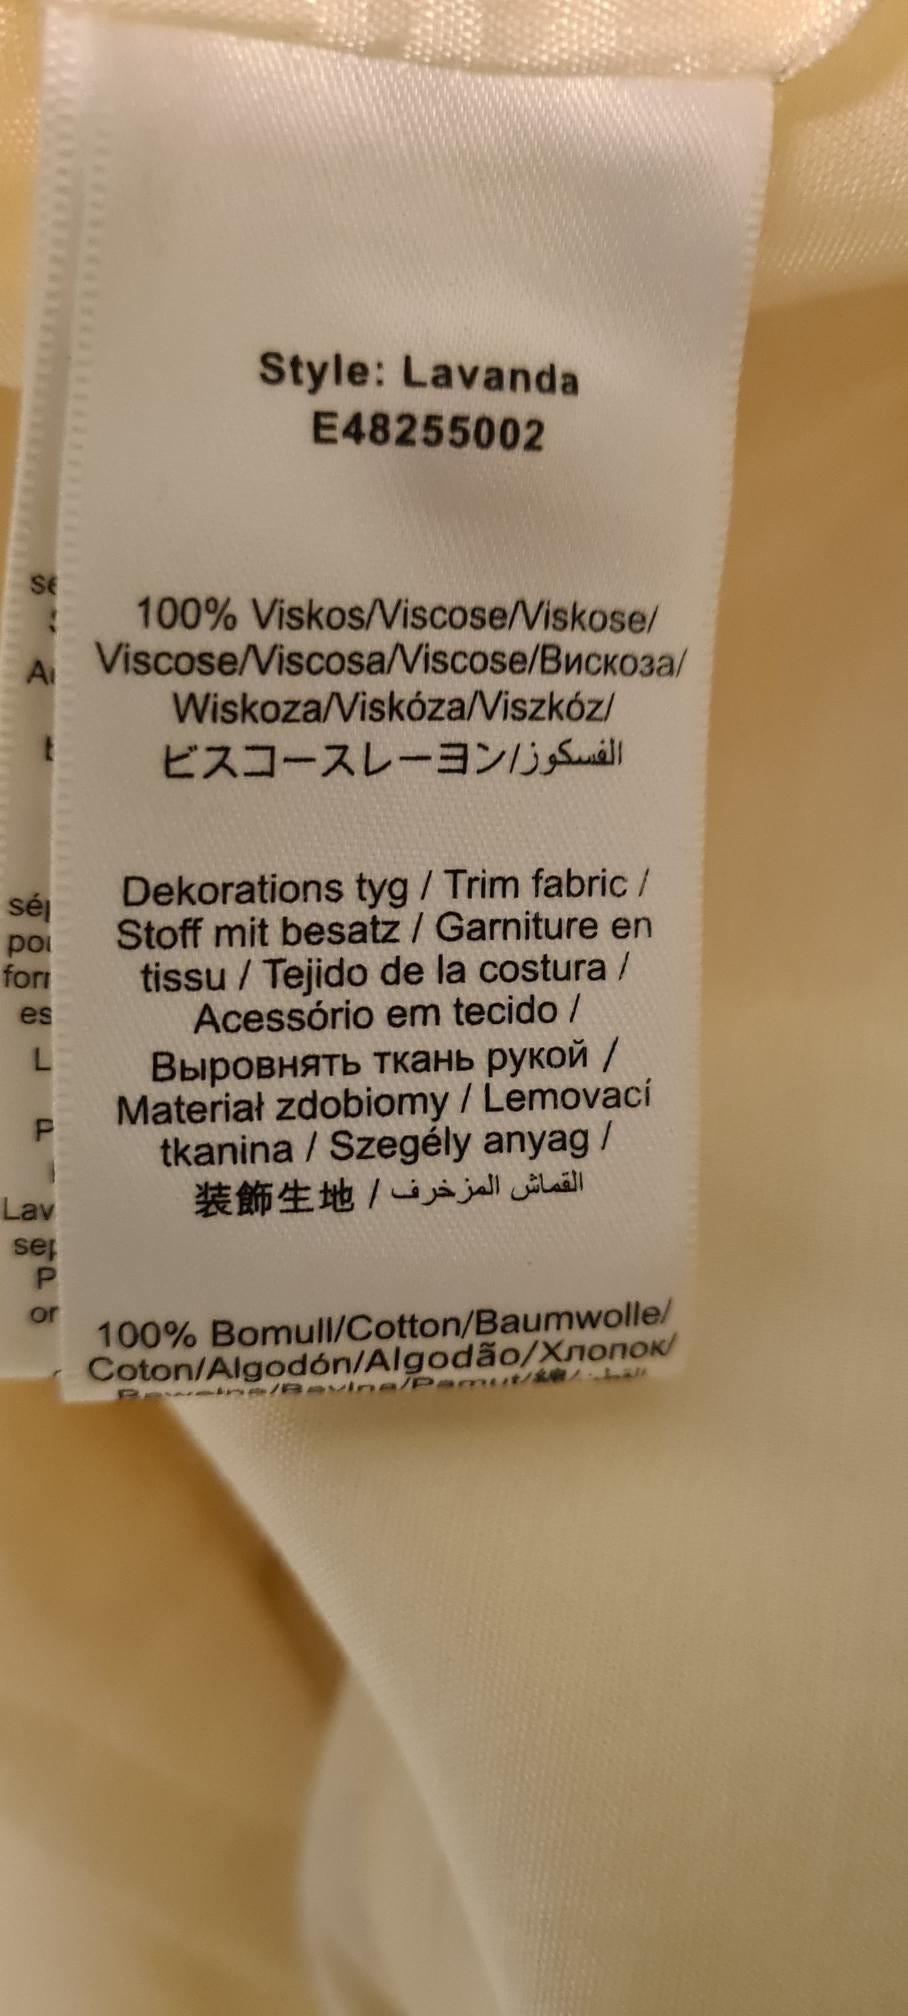 Style: Lavanda
E48255002
100% Viskos/Viscose/Viskose/
Viscose/Viscosa/Viscose/Вискоза/
Wiskoza/Viskóza/Viszkóz/
ビスコースレーヨン/الفسكوز
Dekorations tyg / Trim fabric /
Stoff mit besatz / Garniture en
tissu / Tejido de la costura /
Acessório em tecido /
Выровнять ткань рукой /
Materiał zdobiomy / Lemovací
tkanina / Szegély anyag /
装飾生地 / القماش المزخرف
100% Bomull/Cotton/Baumwolle/
Coton/Algodón/Algodão/Хлопок/